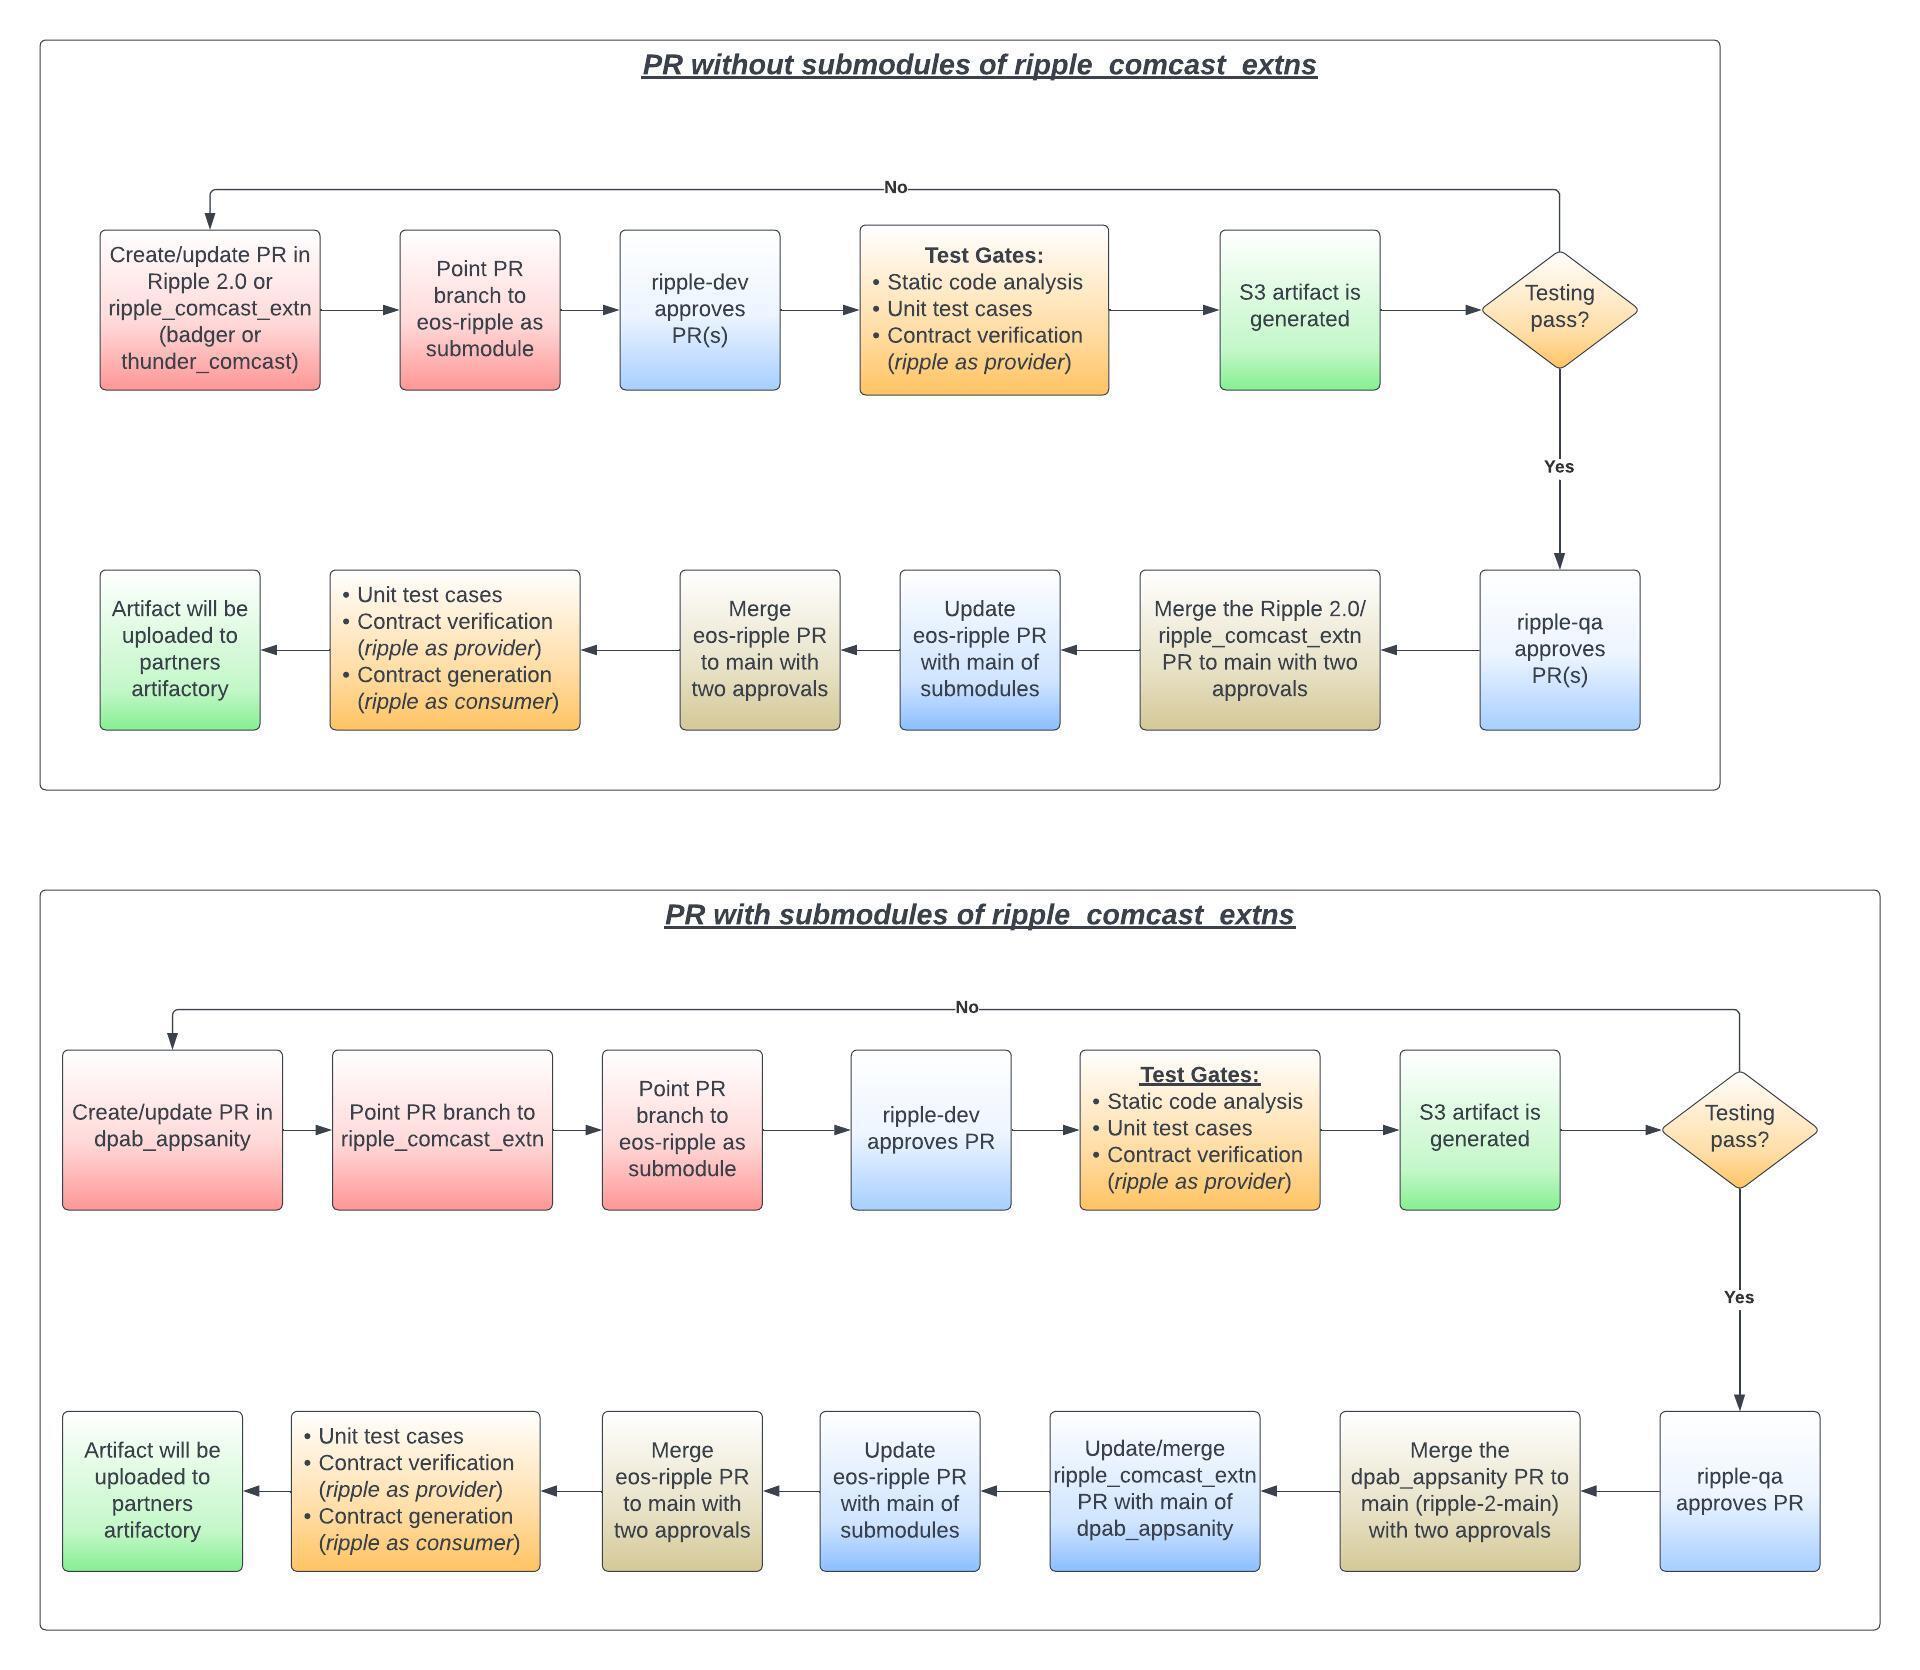 PR without submodules of ripple_comcast_extns
No
Create/update PR in
Ripple 2.0 or
ripple_comcast_extn
(badger or
thunder_comcast)
Point PR
branch to
eos-ripple as
submodule
ripple-dev
approves
PR(s)
Test Gates:
• Static code analysis
• Unit test cases
• Contract verification
(ripple as provider)
S3 artifact is
generated
Testing
pass?
Yes
ripple-qa
approves
PR(s)
Merge the Ripple 2.0/
ripple_comcast_extn
PR to main with two
approvals
Update
eos-ripple PR
with main of
submodules
Merge
eos-ripple PR
to main with
two approvals
• Unit test cases
• Contract verification
(ripple as provider)
• Contract generation
(ripple as consumer)
Artifact will be
uploaded to
partners
artifactory
PR with submodules of ripple_comcast_extns
No
Create/update PR in
dpab_appsanity
Point PR branch to
ripple_comcast_extn
Point PR
branch to
eos-ripple as
submodule
ripple-dev
approves PR
Test Gates:
• Static code analysis
• Unit test cases
• Contract verification
(ripple as provider)
S3 artifact is
generated
Testing
pass?
Yes
ripple-qa
approves PR
Merge the
dpab_appsanity PR to
main (ripple-2-main)
with two approvals
Update/merge
ripple_comcast_extn
PR with main of
dpab_appsanity
Update
eos-ripple PR
with main of
submodules
Merge
eos-ripple PR
to main with
two approvals
• Unit test cases
• Contract verification
(ripple as provider)
• Contract generation
(ripple as consumer)
Artifact will be
uploaded to
partners
artifactory